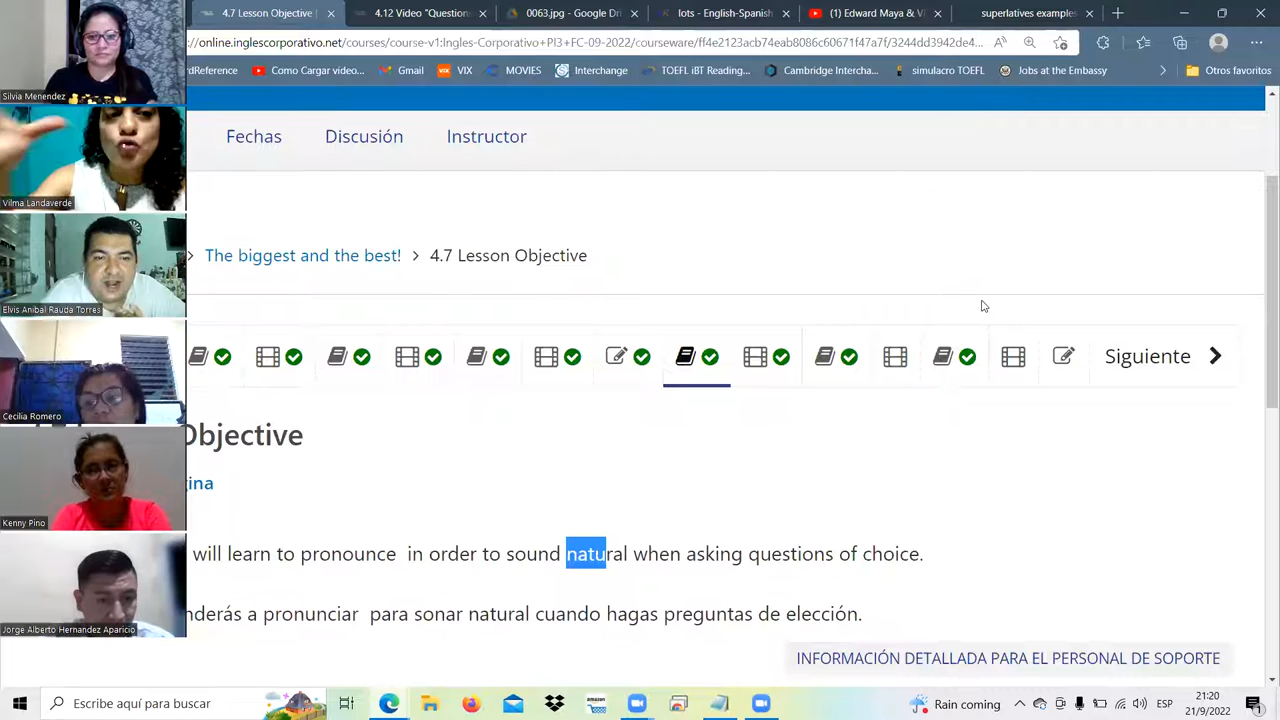 4.7 Lesson Objective |
4.12 Video "Question
0063.jpg - Google Dri
lots - English-Spanish
(1) Edward Maya & V
superlatives examples
://online.inglescorporativo.net/courses/course-v1:Ingles-Corporativo+PI3+FC-09-2022/courseware/ff4e2123acb74eab8086c60671f47a7f/3244dd3942de4...
rdReference
Como Cargar vídeo...
Gmail
VIX
MOVIES
Interchange
TOEFL iBT Reading...
Cambridge Intercha...
simulacro TOEFL
Jobs at the Embassy
Otros favoritos
Silvia Menendez
Fechas
Discusión
Instructor
Vilma Landaverde
The biggest and the best!
4.7 Lesson Objective
Elvis Anibal Rauda Torres
Siguiente
Cecilia Romero
Objective
gina
Kenny Pino
will learn to pronounce in order to sound natural when asking questions of choice.
nderás a pronunciar para sonar natural cuando hagas preguntas de elección.
Jorge Alberto Hernandez Aparicio
INFORMACIÓN DETALLADA PARA EL PERSONAL DE SOPORTE
Escribe aquí para buscar
amazon
Rain coming
ESP
21:20
21/9/2022
1